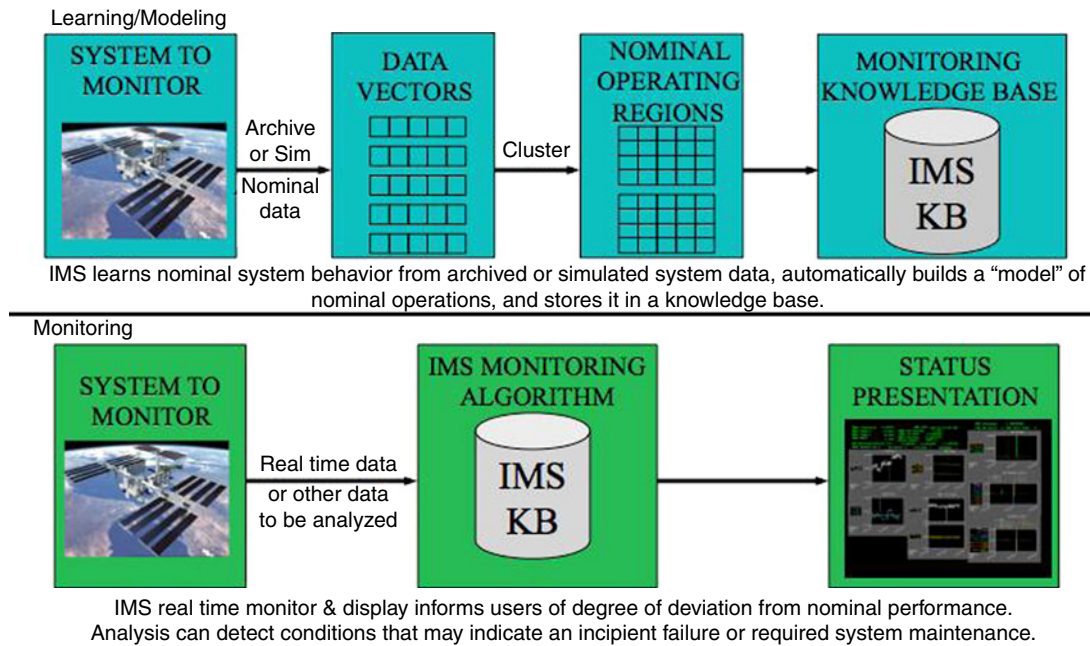 Learning/Modeling
SYSTEM TO
MONITOR
Archive
or Sim
Nominal
data
DATA
VECTORS
Cluster
NOMINAL
OPERATING
REGIONS
MONITORING
KNOWLEDGE BASE
IMS
KB
IMS learns nominal system behavior from archived or simulated system data, automatically builds a “model” of
nominal operations, and stores it in a knowledge base.
Monitoring
SYSTEM TO
MONITOR
Real time data
or other data
to be analyzed
IMS MONITORING
ALGORITHM
IMS
KB
STATUS
PRESENTATION
IMS real time monitor & display informs users of degree of deviation from nominal performance.
Analysis can detect conditions that may indicate an incipient failure or required system maintenance.